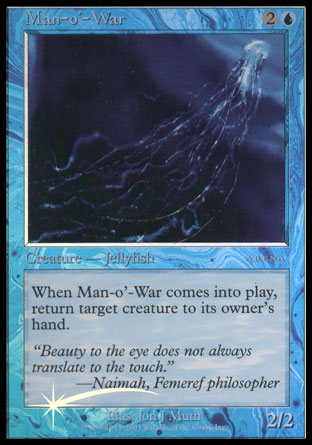 Man-o'-War 2
Creature — Jellyfish ARENA
When Man-o'-War comes into play,
return target creature to its owner's
hand.
"Beauty to the eye does not always
translate to the touch."
—Naimah, Femeref philosopher
Illus. Jon J Muth
2/2